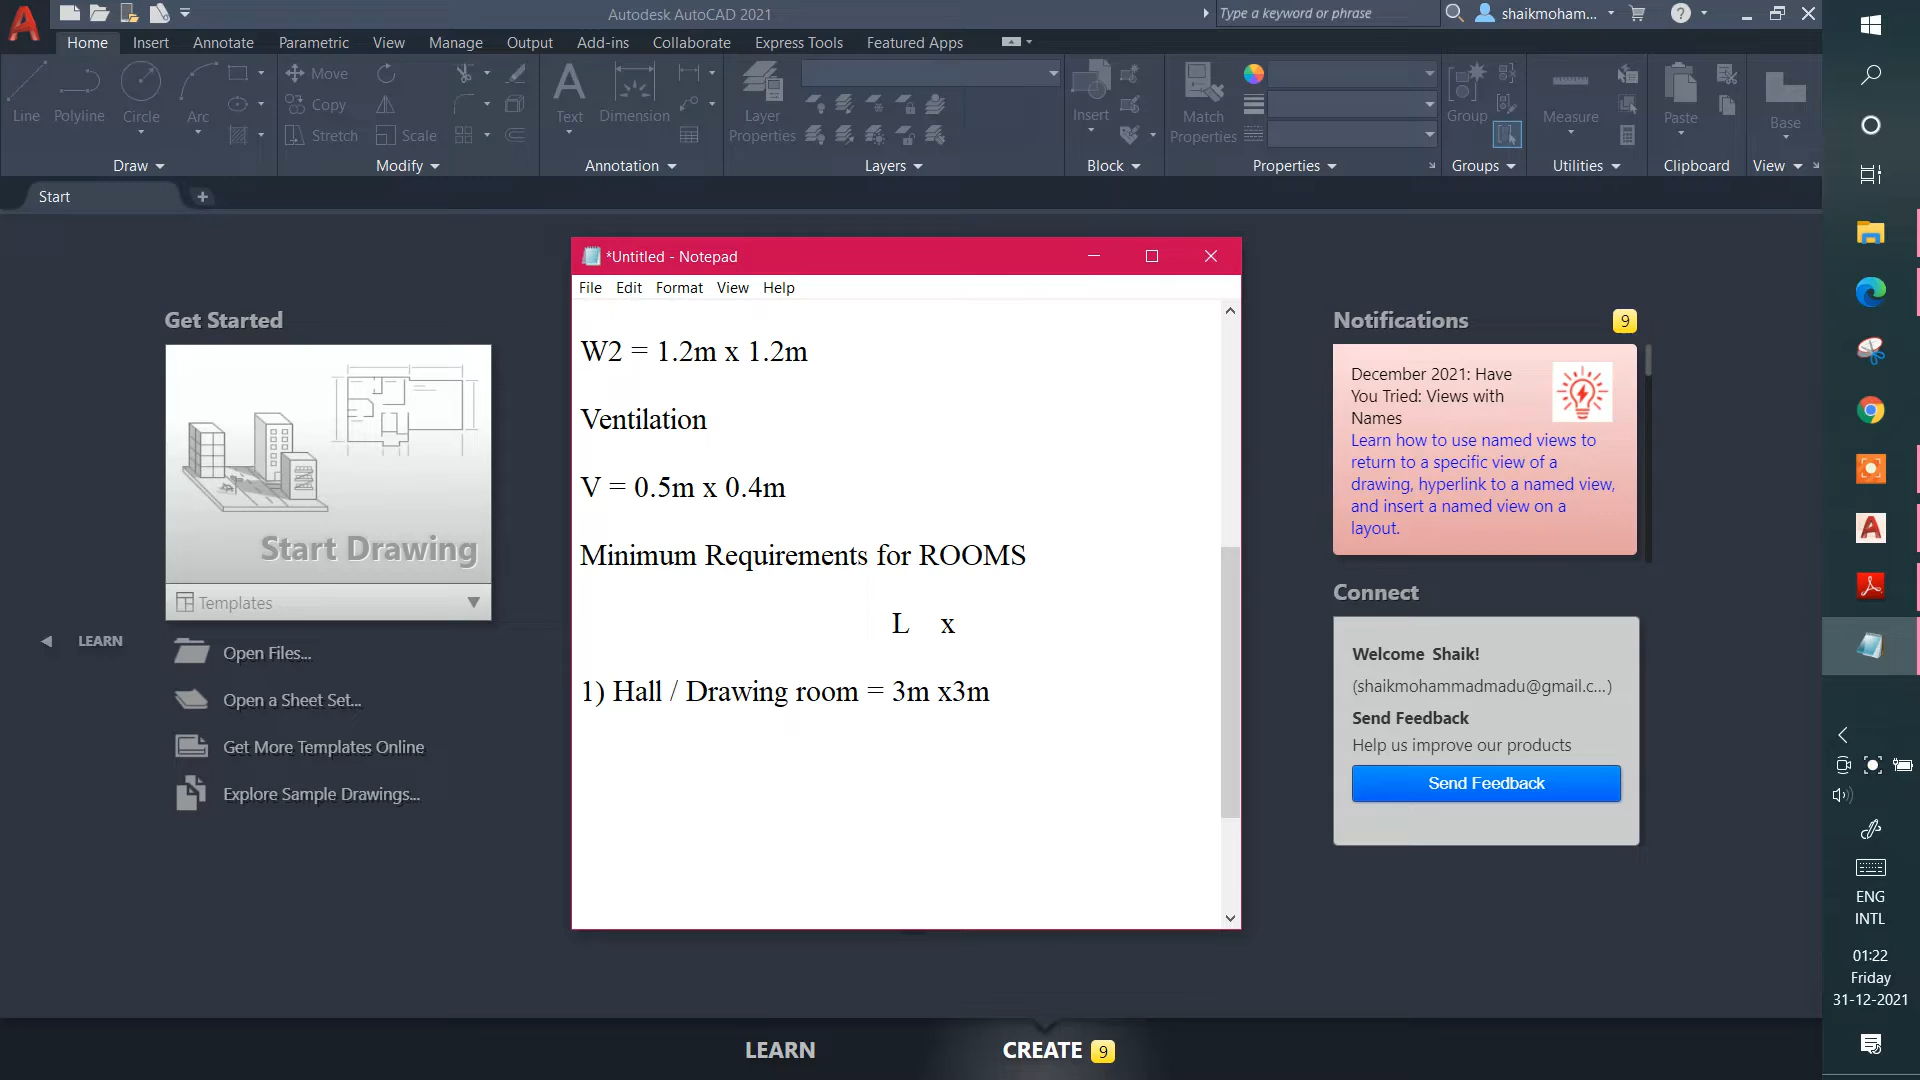 Autodesk AutoCAD 2021
Type a keyword or phrase
shaikmoham...
Home Insert Annotate Parametric View Manage Output Add-ins Collaborate Express Tools Featured Apps
Line Polyline Circle Arc
Move
Copy
Stretch Scale
Text Dimension
Layer Properties
Insert
Match Properties
Group
Measure
Paste
Base
Draw Modify Annotation Layers Block Properties Groups Utilities Clipboard View
Start
*Untitled - Notepad
File Edit Format View Help
W2 = 1.2m x 1.2m
Ventilation
V = 0.5m x 0.4m
Minimum Requirements for ROOMS
L x
1) Hall / Drawing room = 3m x3m
Get Started
Start Drawing
Templates
LEARN
Open Files...
Open a Sheet Set...
Get More Templates Online
Explore Sample Drawings...
Notifications 9
December 2021: Have
You Tried: Views with
Names
Learn how to use named views to
return to a specific view of a
drawing, hyperlink to a named view,
and insert a named view on a
layout.
Connect
Welcome Shaik!
(shaikmohammadmadu@gmail.c...)
Send Feedback
Help us improve our products
Send Feedback
LEARN
CREATE 9
ENG
INTL
01:22
Friday
31-12-2021